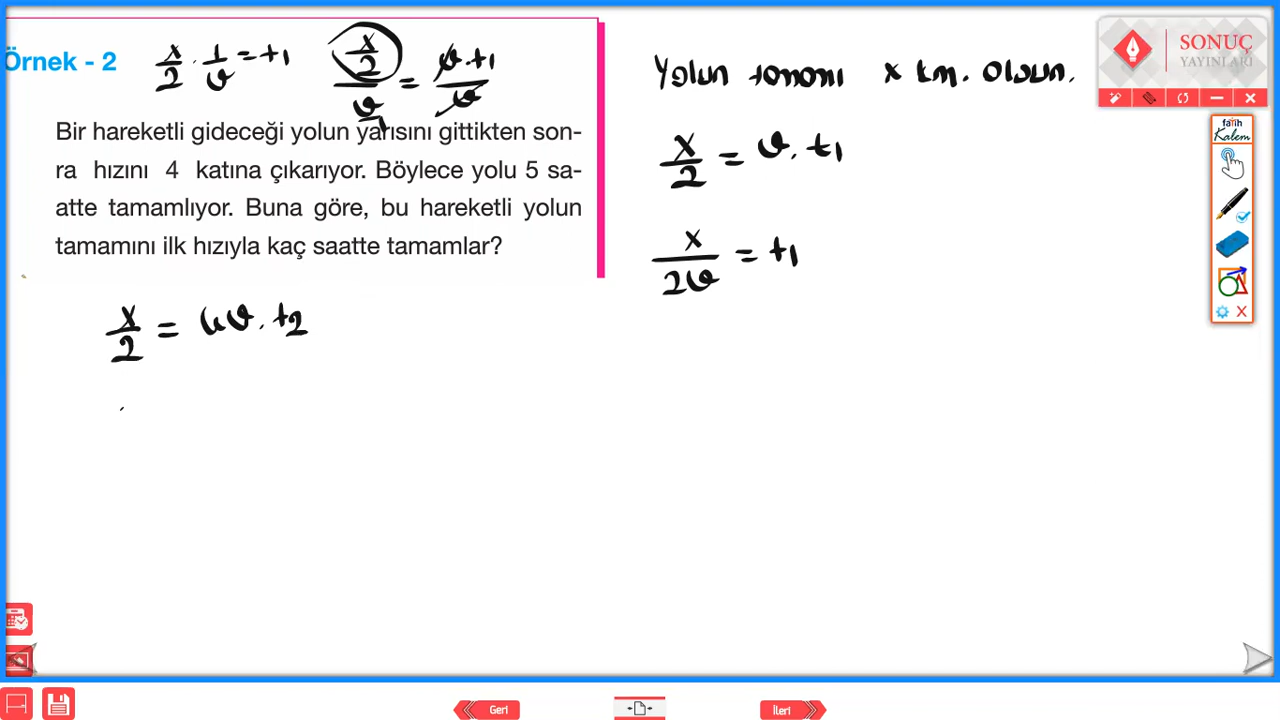 Örnek - 2
x/2 · 1/v = t1
x/2 / v/1 = v·t1 / v
Bir hareketli gideceği yolun yarısını gittikten son-
ra hızını 4 katına çıkarıyor. Böylece yolu 5 sa-
atte tamamlıyor. Buna göre, bu hareketli yolun
tamamını ilk hızıyla kaç saatte tamamlar?
x/2 = 4v·t2
Yolun tamamı x km. olsun.
x/2 = v·t1
x/2v = t1
SONUÇ
YAYINLARI
fatih
Kalem
Geri
İleri